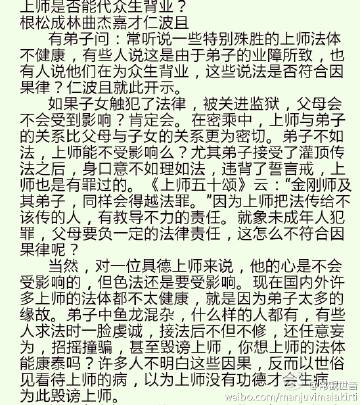 上师是否能代众生背业？
根松成林曲杰嘉才仁波且
有弟子问：常听说一些特别殊胜的上师法体
不健康，有些人说这是由于弟子的业障所致，也
有人说他们在为众生背业，这些说法是否符合因
果律？仁波且就此开示。
如果子女触犯了法律，被关进监狱，父母会
不会受到影响？肯定会。在密乘中，上师与弟子
的关系比父母与子女的关系更为密切。弟子不如
法，上师能不受影响么？尤其弟子接受了灌顶传
法之后，身口意不如理如法，违背了誓言戒，上
师也是有罪过的。《上师五十颂》云：“金刚师及
其弟子，同样会得越法罪。”因为上师把法传给不
该传的人，有教导不力的责任。就象未成年人犯
罪，父母要负一定的法律责任，这怎么不符合因
果律呢？
当然，对一位具德上师来说，他的心是不会
受影响的，但色法还是要受影响。现在国内外许
多上师的法体都不太健康，就是因为弟子太多的
缘故。弟子中鱼龙混杂，什么样的人都有，有些
人求法时一脸虔诚，接法后不但不修，还任意妄
为，招摇撞骗，甚至毁谤上师，你想上师的法体
能康泰吗？许多人不明白这些因果，反而以世俗
见看待上师的病，以为上师没有功德才会生病，
为此毁谤上师。
weibo.com/manjuvimalakirti